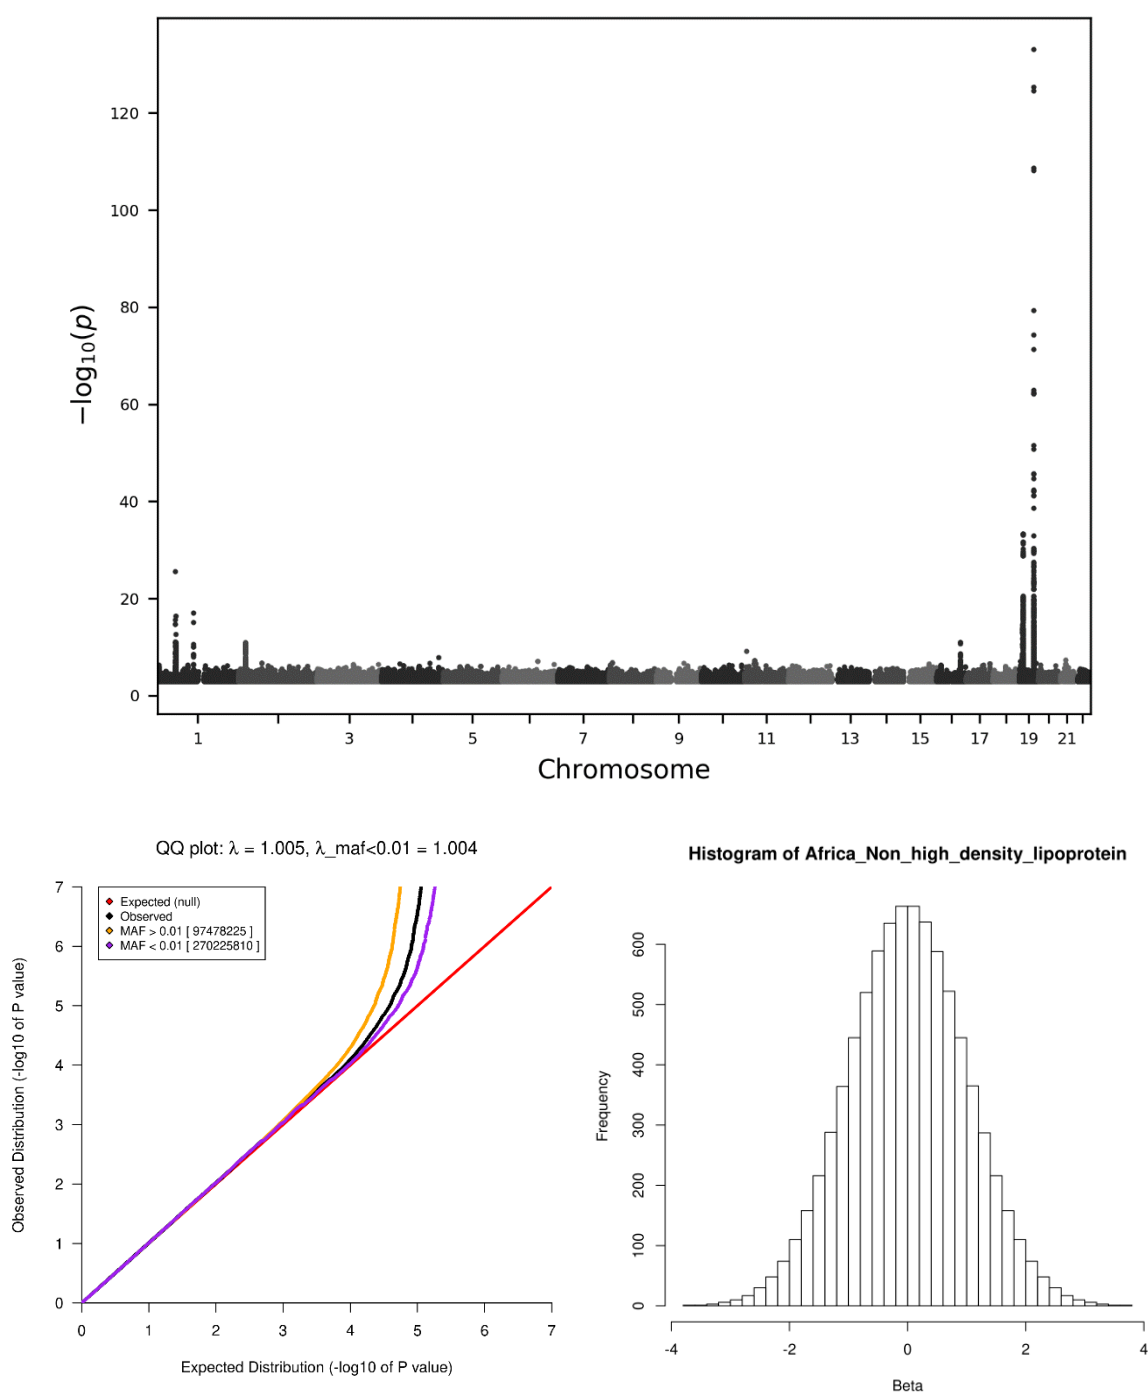 120
100
80
60
40
20
0
−log₁₀(p)
1 3 5 7 9 11 13 15 17 19 21
Chromosome
QQ plot: λ = 1.005, λ_maf<0.01 = 1.004
Expected (null)
Observed
MAF > 0.01 [ 97478225 ]
MAF < 0.01 [ 270225810 ]
7
6
5
4
3
2
1
0
Observed Distribution (-log10 of P value)
0 1 2 3 4 5 6 7
Expected Distribution (-log10 of P value)
Histogram of Africa_Non_high_density_lipoprotein
600
500
400
300
200
100
0
Frequency
-4 -2 0 2 4
Beta